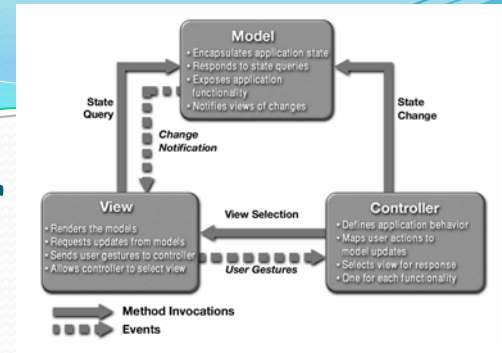 Model
• Encapsulates application state
• Responds to state queries
• Exposes application
functionality
• Notifies views of changes
State
Query
Change
Notification
State
Change
View
• Renders the models
• Requests updates from models
• Sends user gestures to controller
• Allows controller to select view
View Selection
User Gestures
Controller
• Defines application behavior
• Maps user actions to
model updates
• Selects view for response
• One for each functionality
Method Invocations
Events